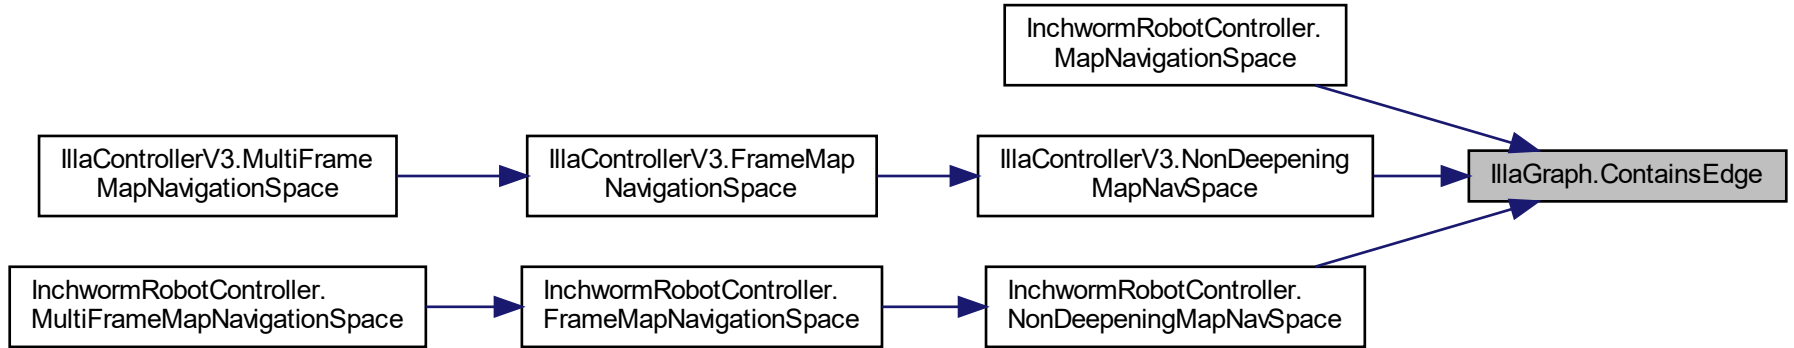 InchwormRobotController.
MapNavigationSpace
IllaControllerV3.MultiFrame
MapNavigationSpace
IllaControllerV3.FrameMap
NavigationSpace
IllaControllerV3.NonDeepening
MapNavSpace
IllaGraph.ContainsEdge
InchwormRobotController.
MultiFrameMapNavigationSpace
InchwormRobotController.
FrameMapNavigationSpace
InchwormRobotController.
NonDeepeningMapNavSpace